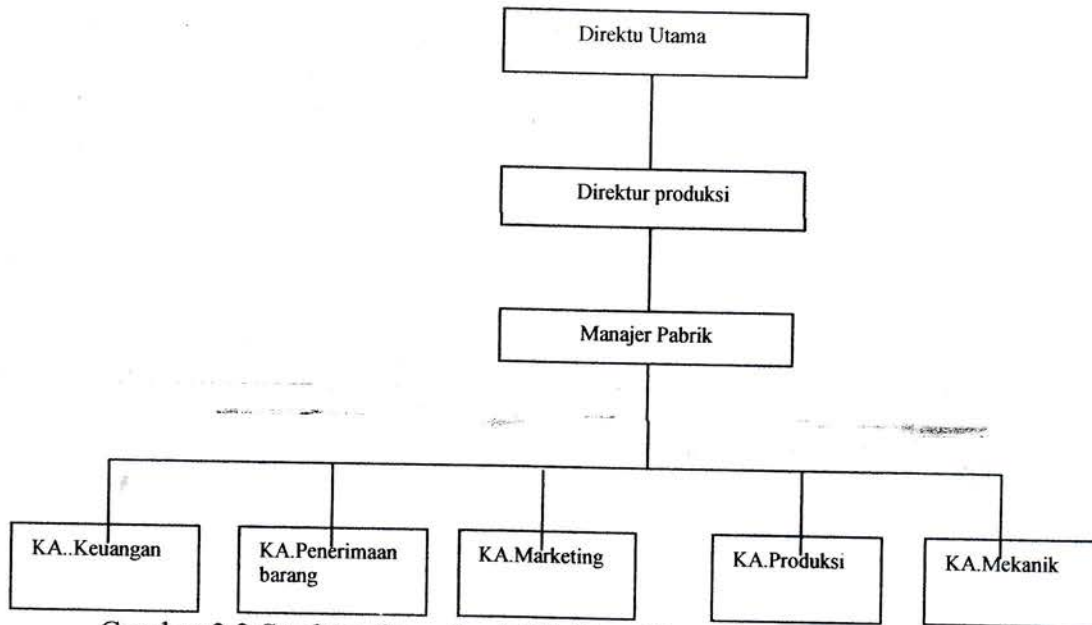 Direktu Utama
Direktur produksi
Manajer Pabrik
KA..Keuangan
KA.Penerimaan
barang
KA.Marketing
KA.Produksi
KA.Mekanik